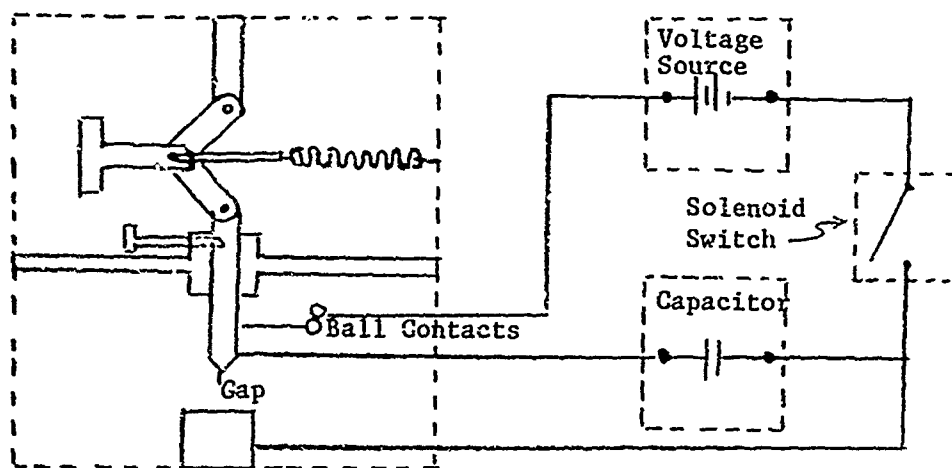 Voltage
Source
Solenoid
Switch
Capacitor
Ball Contacts
Gap